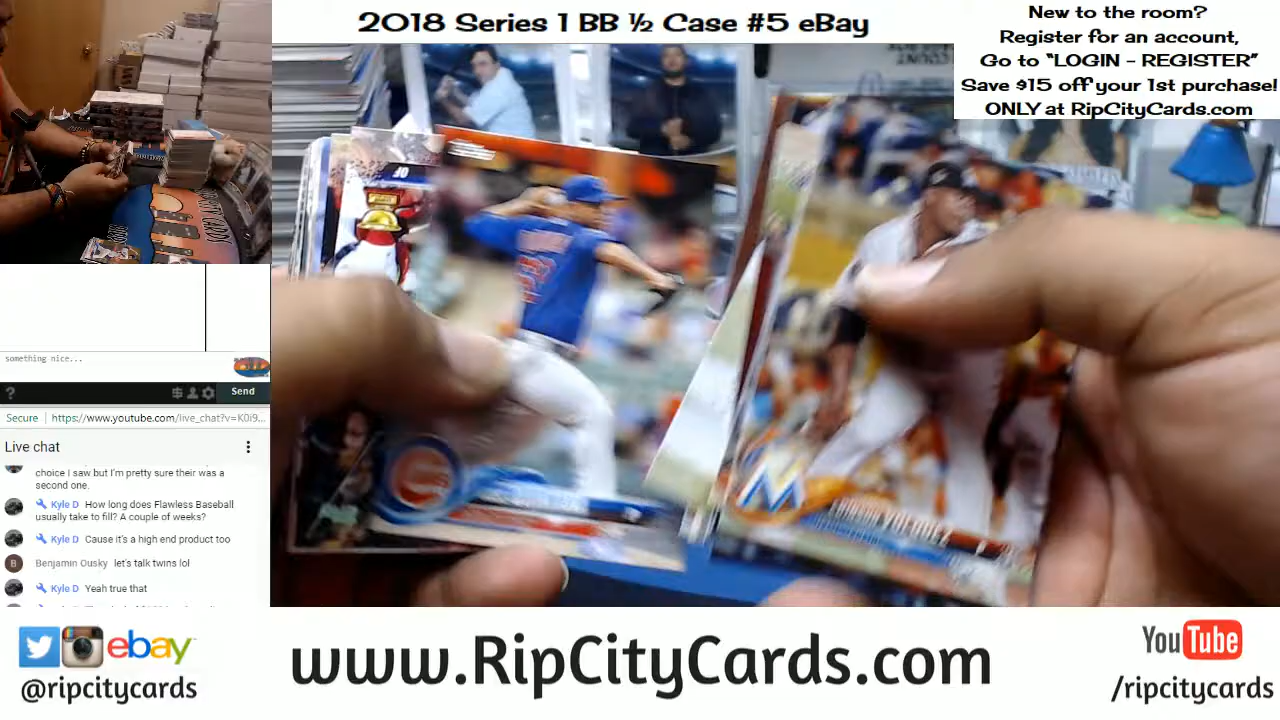 2018 Series 1 BB ½ Case #5 eBay
New to the room?
Register for an account,
Go to “LOGIN – REGISTER”
Save $15 off your 1st purchase!
ONLY at RipCityCards.com
something nice...
?
Send
Secure https://www.youtube.com/live_chat?v=K0i9...
Live chat
choice I saw but I'm pretty sure their was a
second one.
Kyle D How long does Flawless Baseball
usually take to fill? A couple of weeks?
Kyle D Cause it's a high end product too
B Benjamin Ousky let's talk twins lol
Kyle D Yeah true that
ebay
@ripcitycards
www.RipCityCards.com
YouTube
/ripcitycards